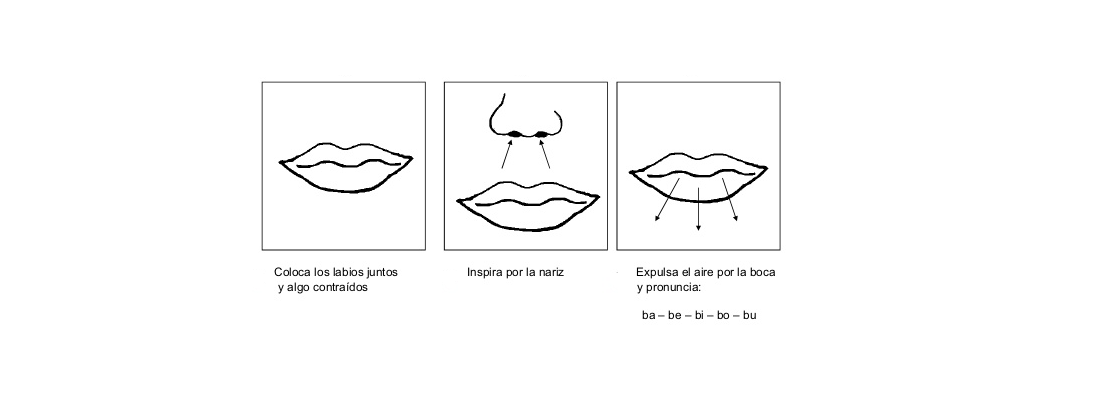 Coloca los labios juntos
y algo contraídos
Inspira por la nariz
Expulsa el aire por la boca
y pronuncia:
ba – be – bi – bo – bu